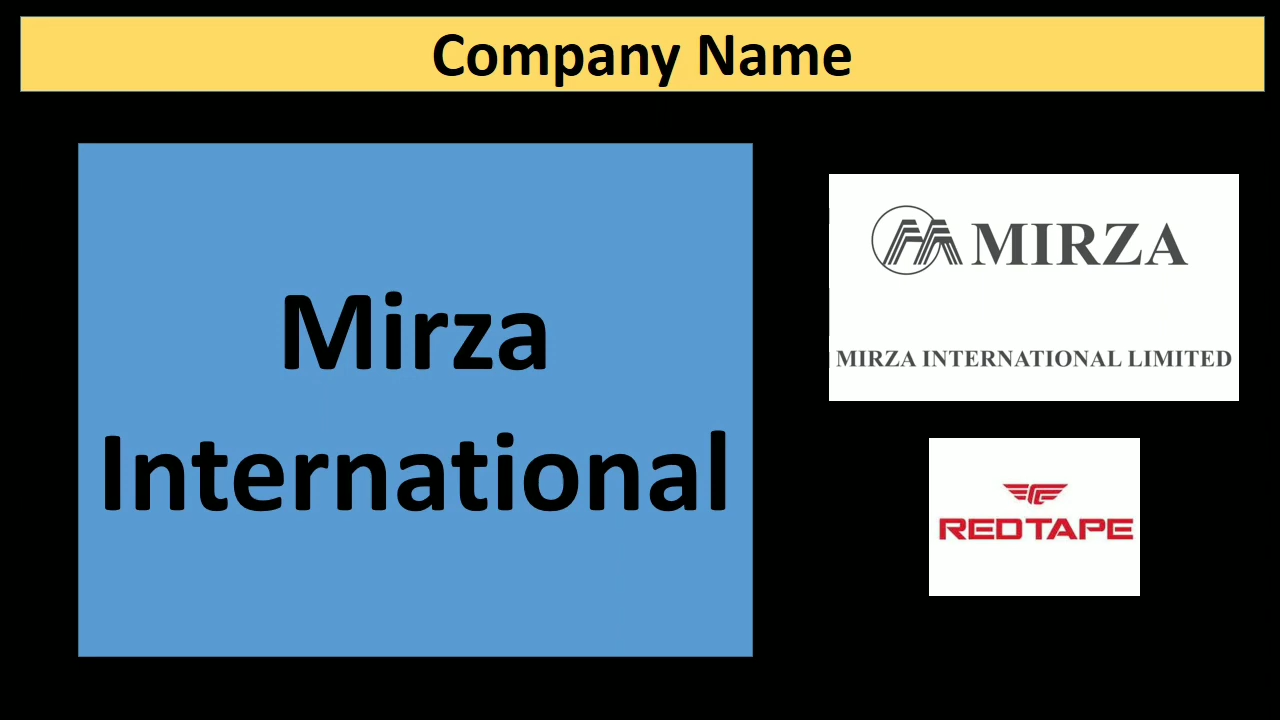 Company Name
Mirza
International
MIRZA
MIRZA INTERNATIONAL LIMITED
REDTAPE